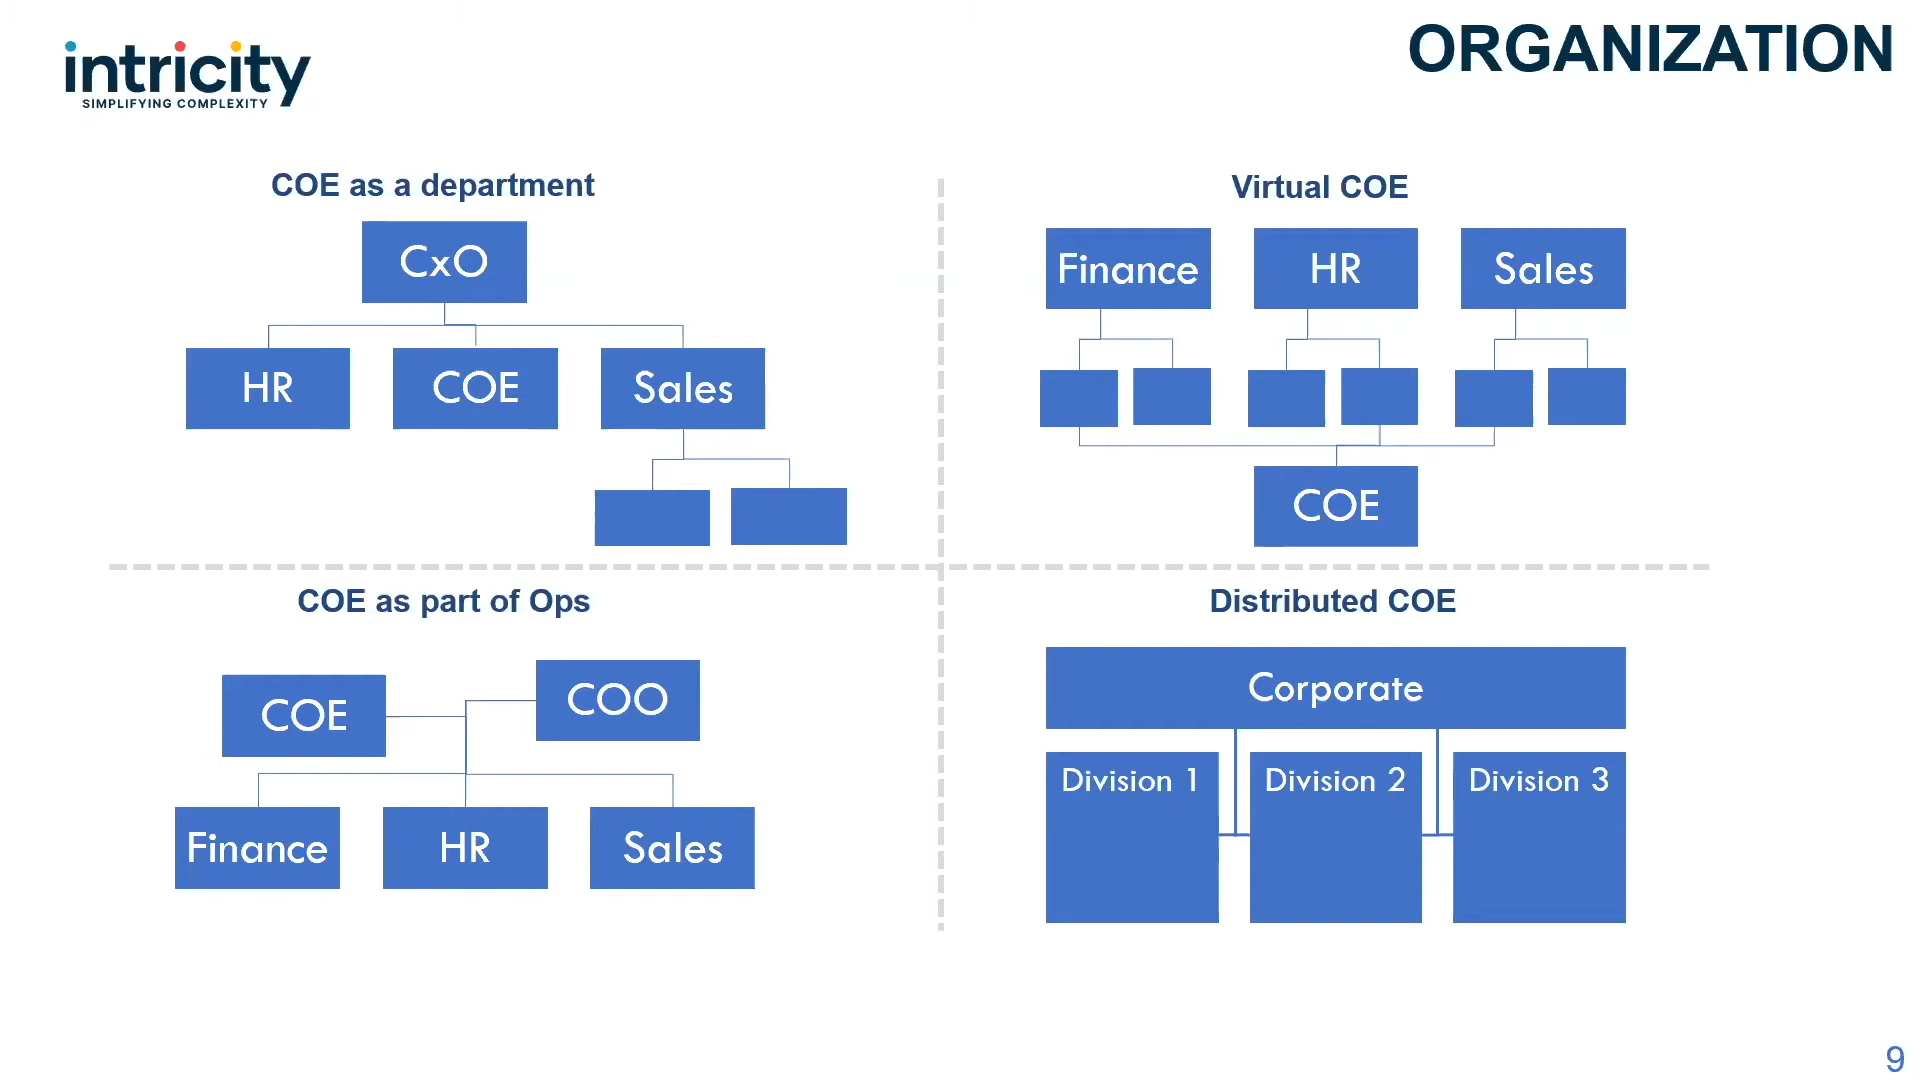 intricity
SIMPLIFYING COMPLEXITY
ORGANIZATION
COE as a department
CxO
HR
COE
Sales
Virtual COE
Finance
HR
Sales
COE
COE as part of Ops
COE
COO
Finance
HR
Sales
Distributed COE
Corporate
Division 1
Division 2
Division 3
9